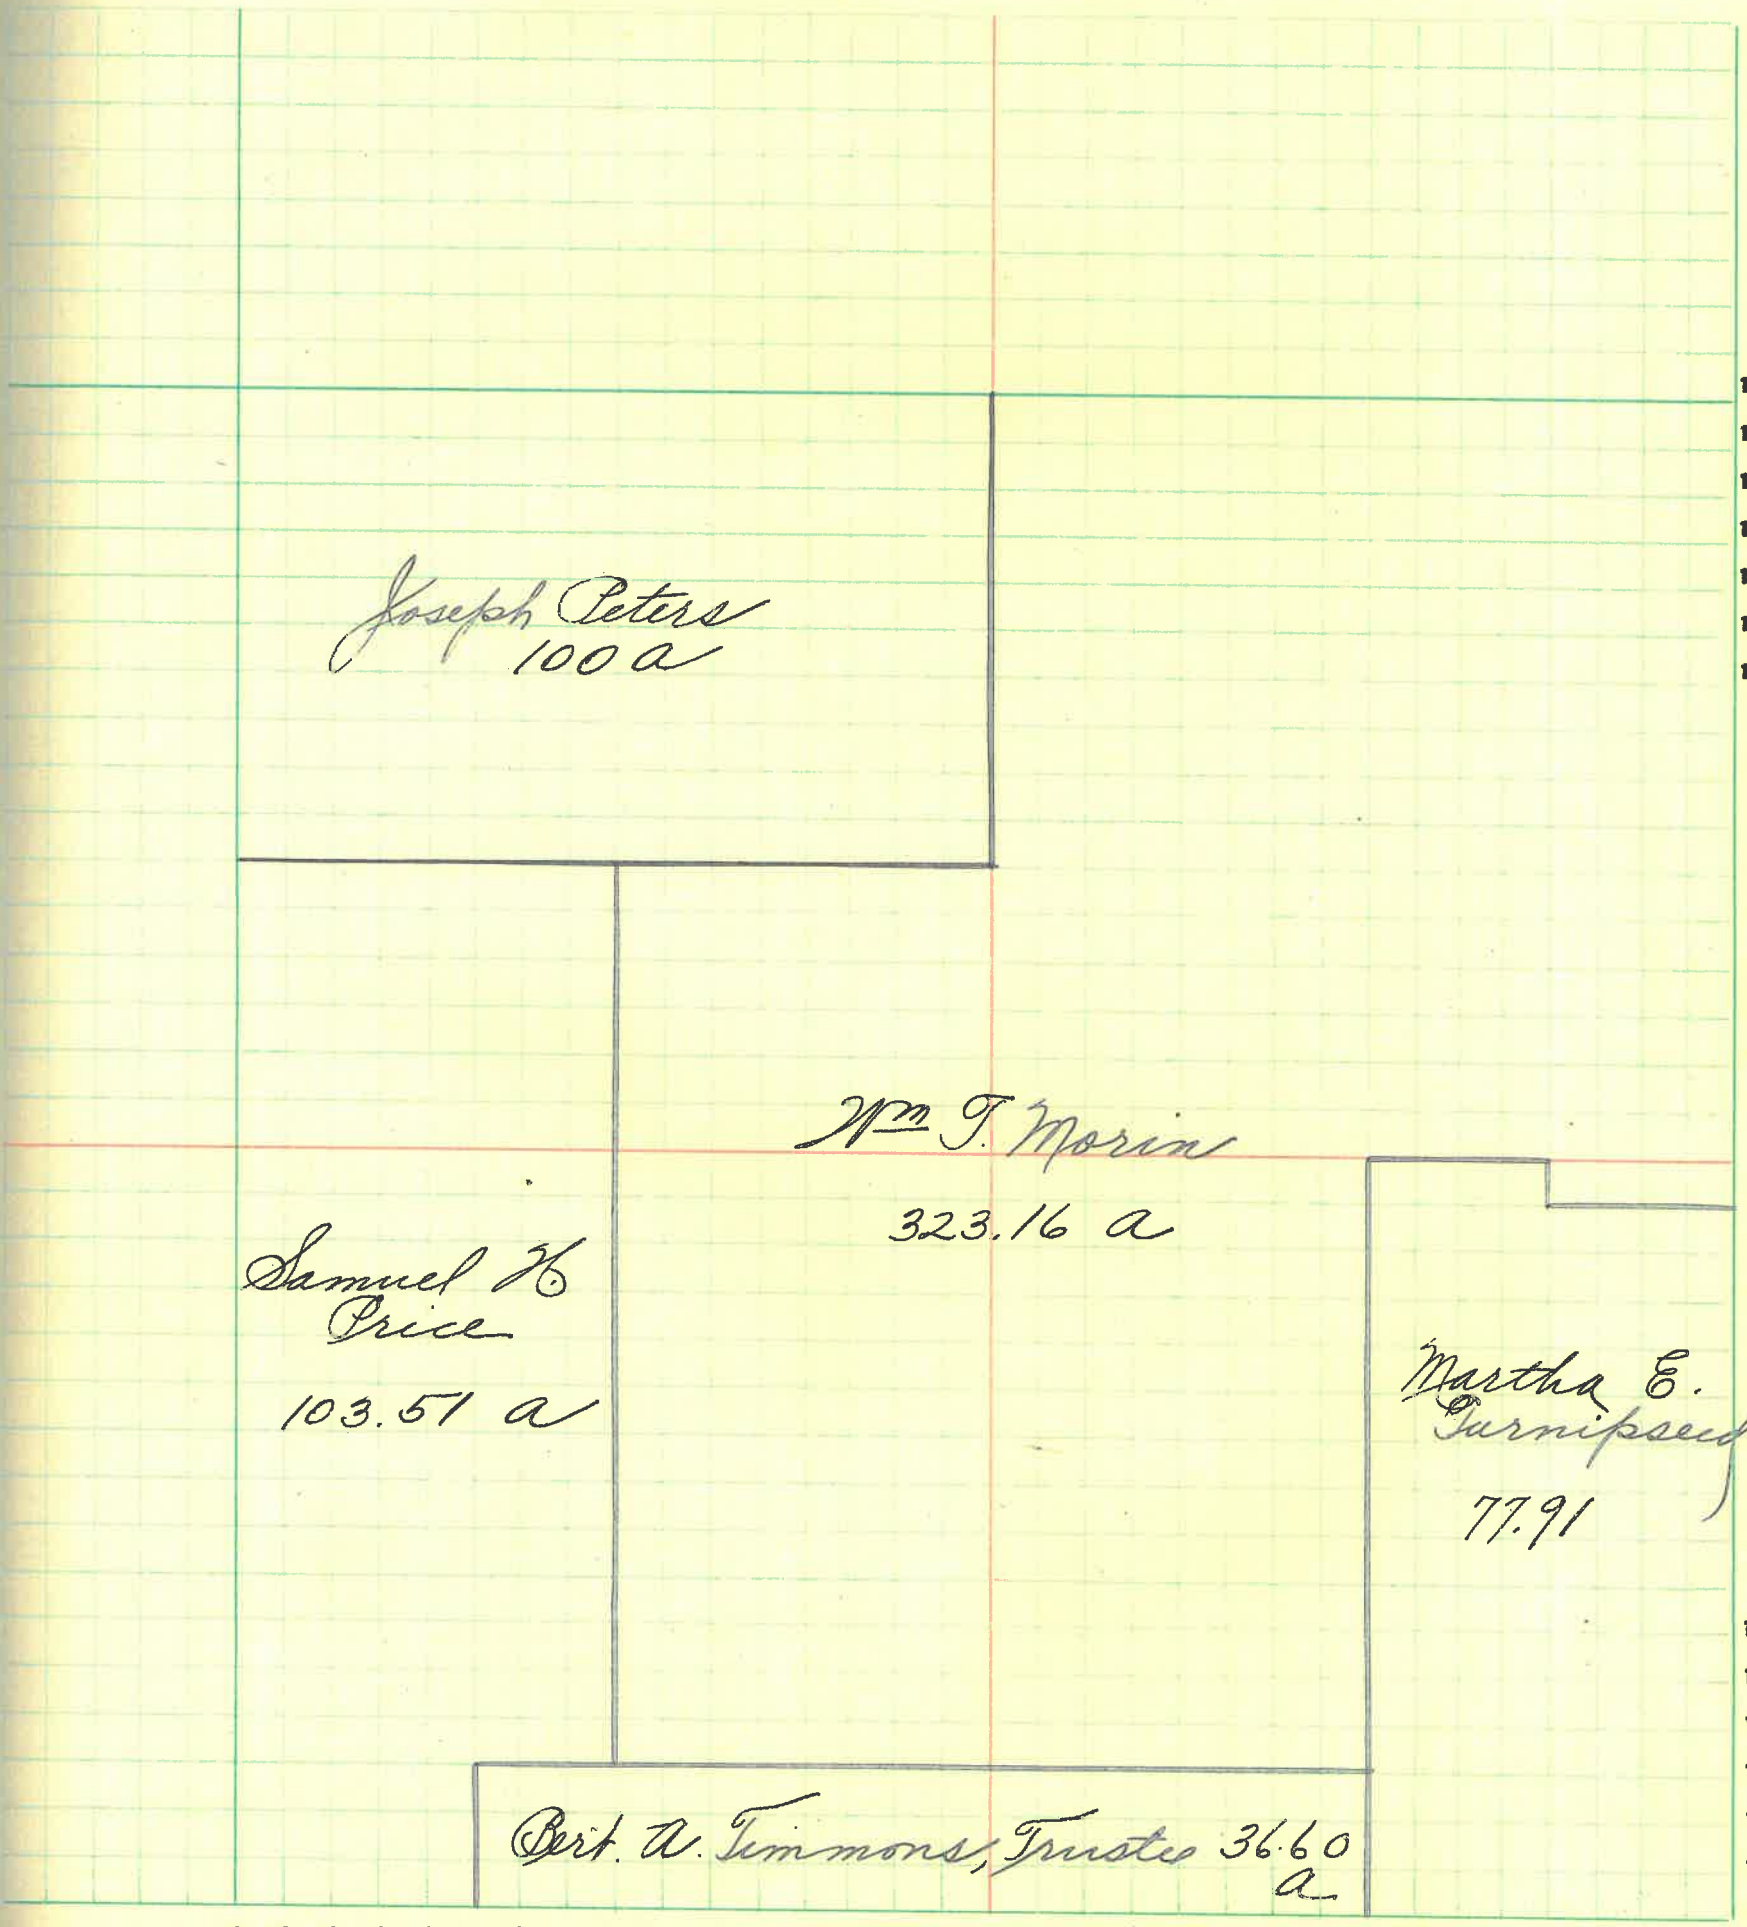 Joseph Peters
100 a
Wm T. Morin
323.16 a
Samuel H.
Price
103.51 a
Martha E.
Turnipseed
77.91
Bert. A. Timmons, Trustee 36.60
a